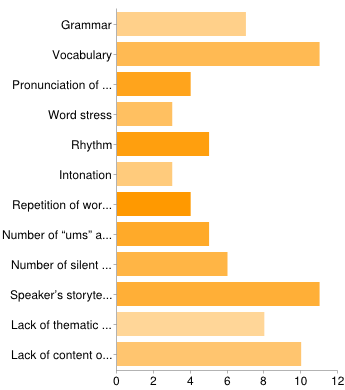 Grammar
Vocabulary
Pronunciation of ...
Word stress
Rhythm
Intonation
Repetition of wor...
Number of “ums” a...
Number of silent ...
Speaker's storyte...
Lack of thematic ...
Lack of content o...
0 2 4 6 8 10 12